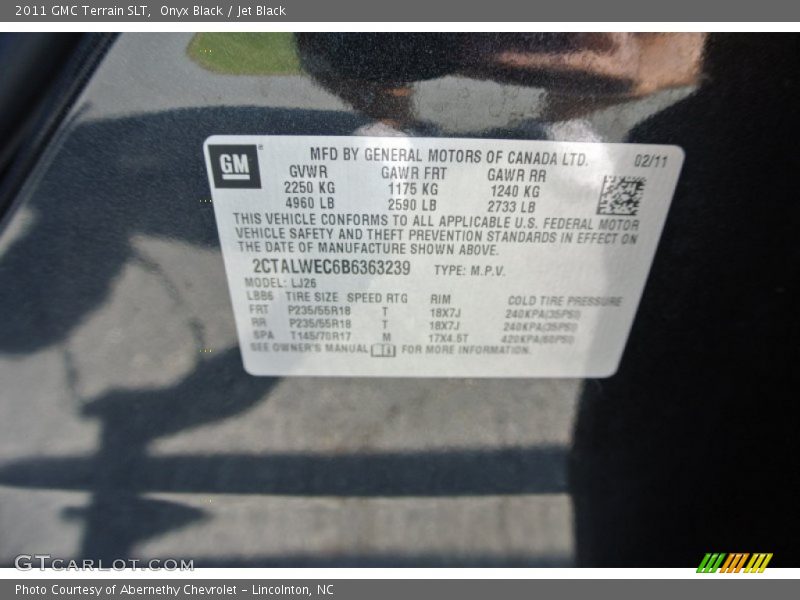 2011 GMC Terrain SLT, Onyx Black / Jet Black
GM
MFD BY GENERAL MOTORS OF CANADA LTD. 02/11
GVWR GAWR FRT GAWR RR
2250 KG 1175 KG 1240 KG
4960 LB 2590 LB 2733 LB
THIS VEHICLE CONFORMS TO ALL APPLICABLE U.S. FEDERAL MOTOR
VEHICLE SAFETY AND THEFT PREVENTION STANDARDS IN EFFECT ON
THE DATE OF MANUFACTURE SHOWN ABOVE.
2CTALWEC6B6363239 TYPE: M.P.V.
MODEL: LJ26
LBB6 TIRE SIZE SPEED RTG RIM COLD TIRE PRESSURE
FRT P235/55R18 T 18X7J 240KPA(35PSI)
RR P235/55R18 T 18X7J 240KPA(35PSI)
SPA T145/70R17 M 17X4.5T 420KPA(60PSI)
SEE OWNER'S MANUAL FOR MORE INFORMATION.
GTCARLOT.COM
Photo Courtesy of Abernethy Chevrolet – Lincolnton, NC